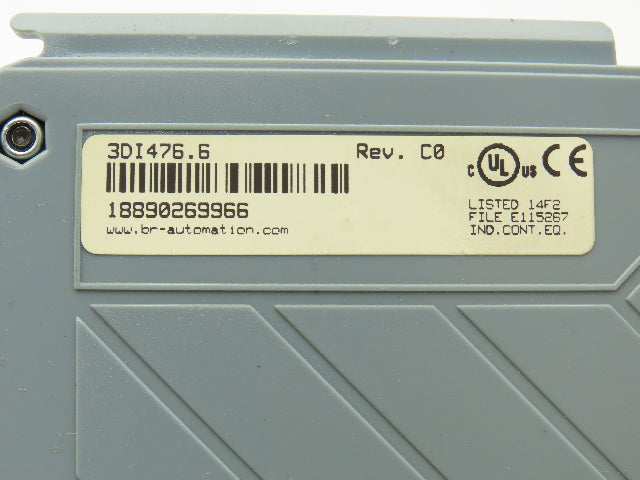 3DI476.6 Rev. C0
c UL us CE
18890269966
www.br-automation.com
LISTED 14F2
FILE E115267
IND.CONT.EQ.